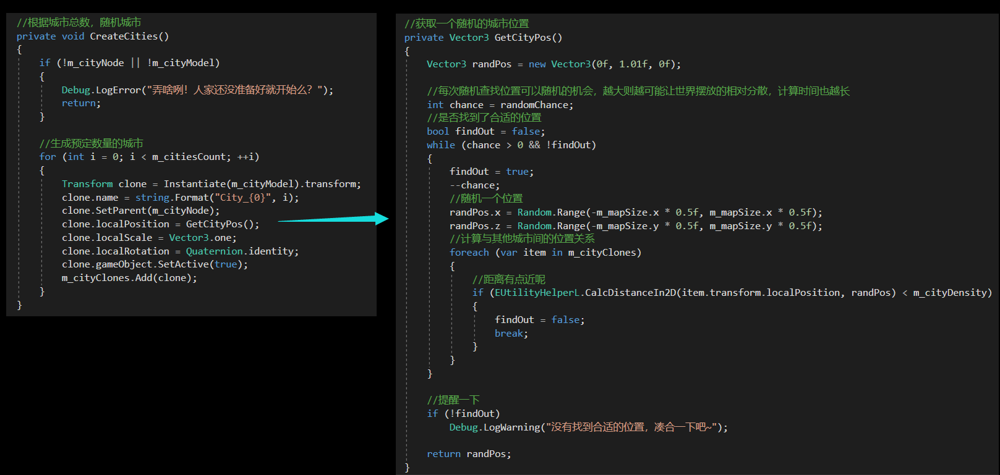 //根据城市总数，随机城市
private void CreateCities()
{
if (!m_cityNode || !m_cityModel)
{
Debug.LogError("弄啥咧！人家还没准备好就开始么？");
return;
}
//生成预定数量的城市
for (int i = 0; i < m_citiesCount; ++i)
{
Transform clone = Instantiate(m_cityModel).transform;
clone.name = string.Format("City_{0}", i);
clone.SetParent(m_cityNode);
clone.localPosition = GetCityPos();
clone.localScale = Vector3.one;
clone.localRotation = Quaternion.identity;
clone.gameObject.SetActive(true);
m_cityClones.Add(clone);
}
}
//获取一个随机的城市位置
private Vector3 GetCityPos()
{
Vector3 randPos = new Vector3(0f, 1.01f, 0f);
//每次随机查找位置可以随机的机会，越大则越可能让世界摆放的相对分散，计算时间也越长
int chance = randomChance;
//是否找到了合适的位置
bool findOut = false;
while (chance > 0 && !findOut)
{
findOut = true;
--chance;
//随机一个位置
randPos.x = Random.Range(-m_mapSize.x * 0.5f, m_mapSize.x * 0.5f);
randPos.z = Random.Range(-m_mapSize.y * 0.5f, m_mapSize.y * 0.5f);
//计算与其他城市间的位置关系
foreach (var item in m_cityClones)
{
//距离有点近呢
if (EUtilityHelperL.CalcDistanceIn2D(item.transform.localPosition, randPos) < m_cityDensity)
{
findOut = false;
break;
}
}
}
//提醒一下
if (!findOut)
Debug.LogWarning("没有找到合适的位置，凑合一下吧~");
return randPos;
}